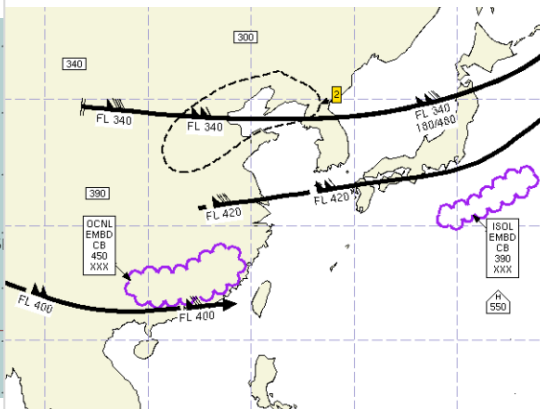 300
340
2
FL 340
FL 340
FL 340
180/480
390
FL 420
FL 420
OCNL
EMBD
CB
450
XXX
ISOL
EMBD
CB
390
XXX
H
550
FL 400
FL 400